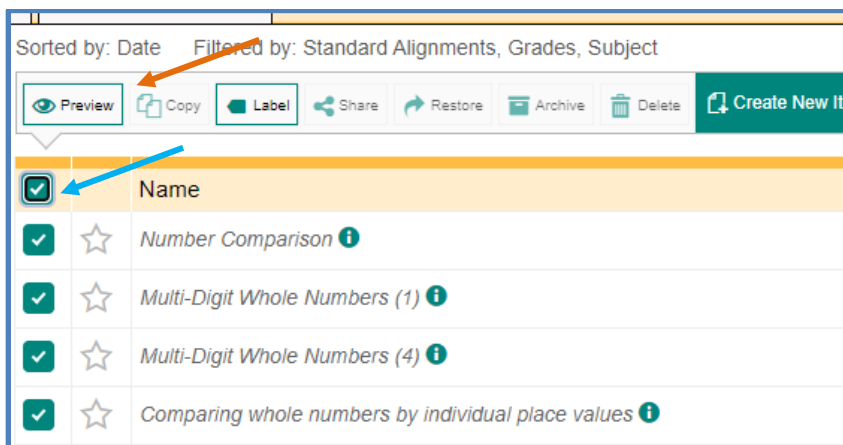 Sorted by: Date Filtered by: Standard Alignments, Grades, Subject
Preview Copy Label Share Restore Archive Delete Create New It
Name
Number Comparison
Multi-Digit Whole Numbers (1)
Multi-Digit Whole Numbers (4)
Comparing whole numbers by individual place values